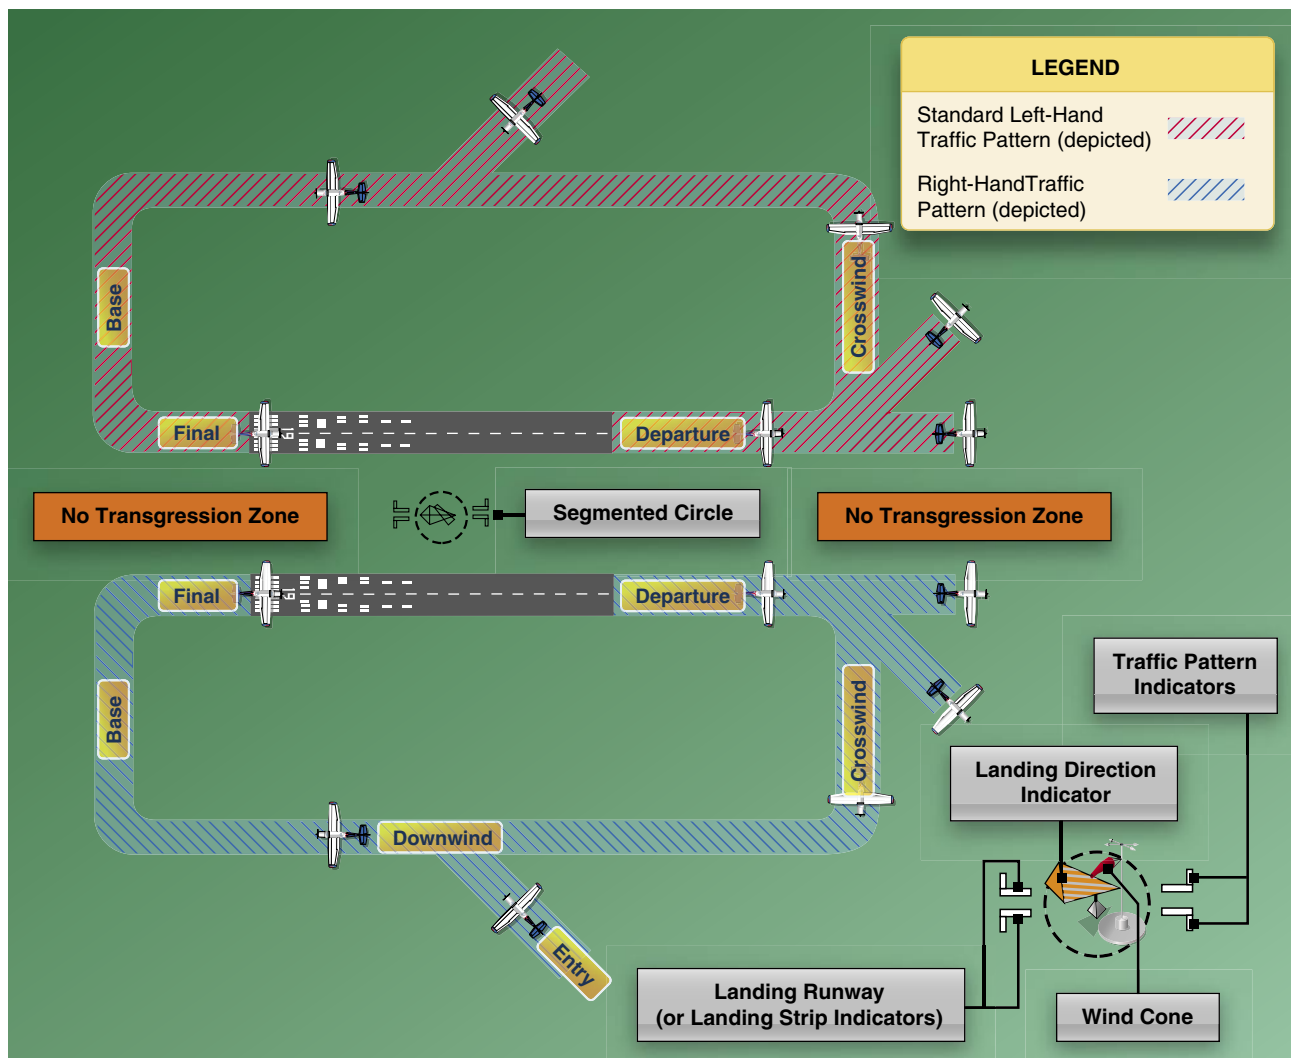 LEGEND
Standard Left-Hand
Traffic Pattern (depicted)
Right-HandTraffic
Pattern (depicted)
Base
Crosswind
Final
19
Departure
No Transgression Zone
Segmented Circle
No Transgression Zone
Final
19
Departure
Base
Crosswind
Downwind
Entry
Traffic Pattern
Indicators
Landing Direction
Indicator
Landing Runway
(or Landing Strip Indicators)
Wind Cone